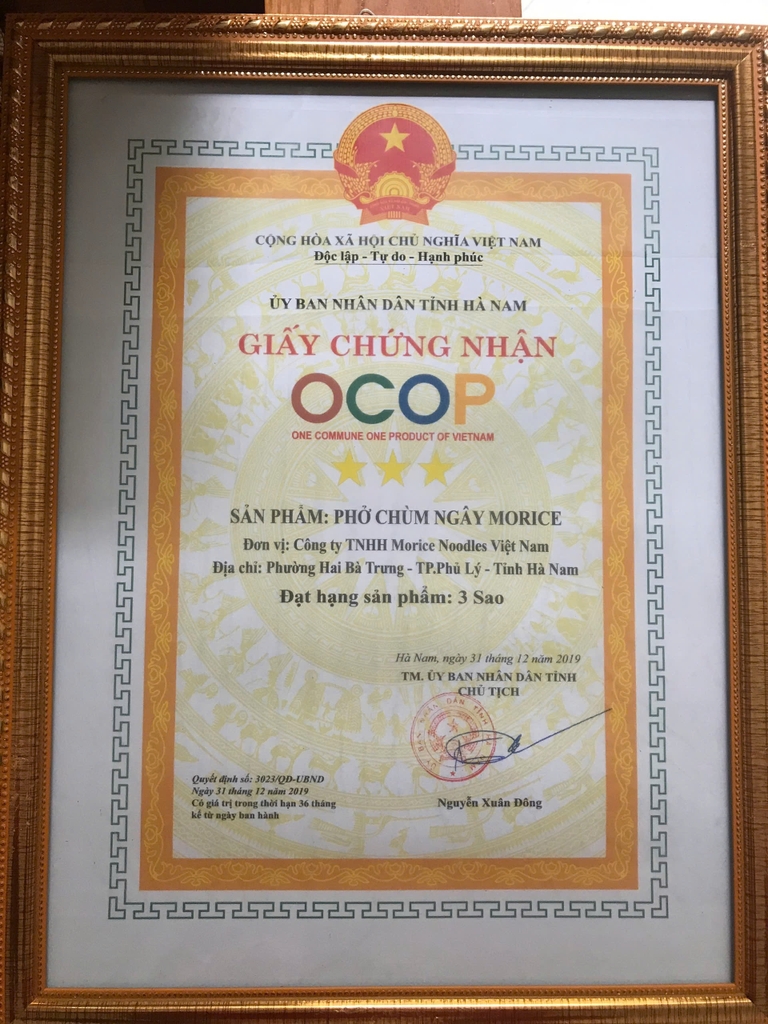 CỘNG HÒA XÃ HỘI CHỦ NGHĨA VIỆT NAM
Độc lập - Tự do - Hạnh phúc
ỦY BAN NHÂN DÂN TỈNH HÀ NAM
GIẤY CHỨNG NHẬN
OCOP
ONE COMMUNE ONE PRODUCT OF VIETNAM
SẢN PHẨM: PHỞ CHÙM NGÂY MORICE
Đơn vị: Công ty TNHH Morice Noodles Việt Nam
Địa chỉ: Phường Hai Bà Trưng - TP.Phủ Lý - Tỉnh Hà Nam
Đạt hạng sản phẩm: 3 Sao
Hà Nam, ngày 31 tháng 12 năm 2019
TM. ỦY BAN NHÂN DÂN TỈNH
CHỦ TỊCH
ỦY BAN NHÂN DÂN TỈNH
Quyết định số: 3023/QĐ-UBND
Ngày 31 tháng 12 năm 2019
Có giá trị trong thời hạn 36 tháng
kể từ ngày ban hành
Nguyễn Xuân Đông